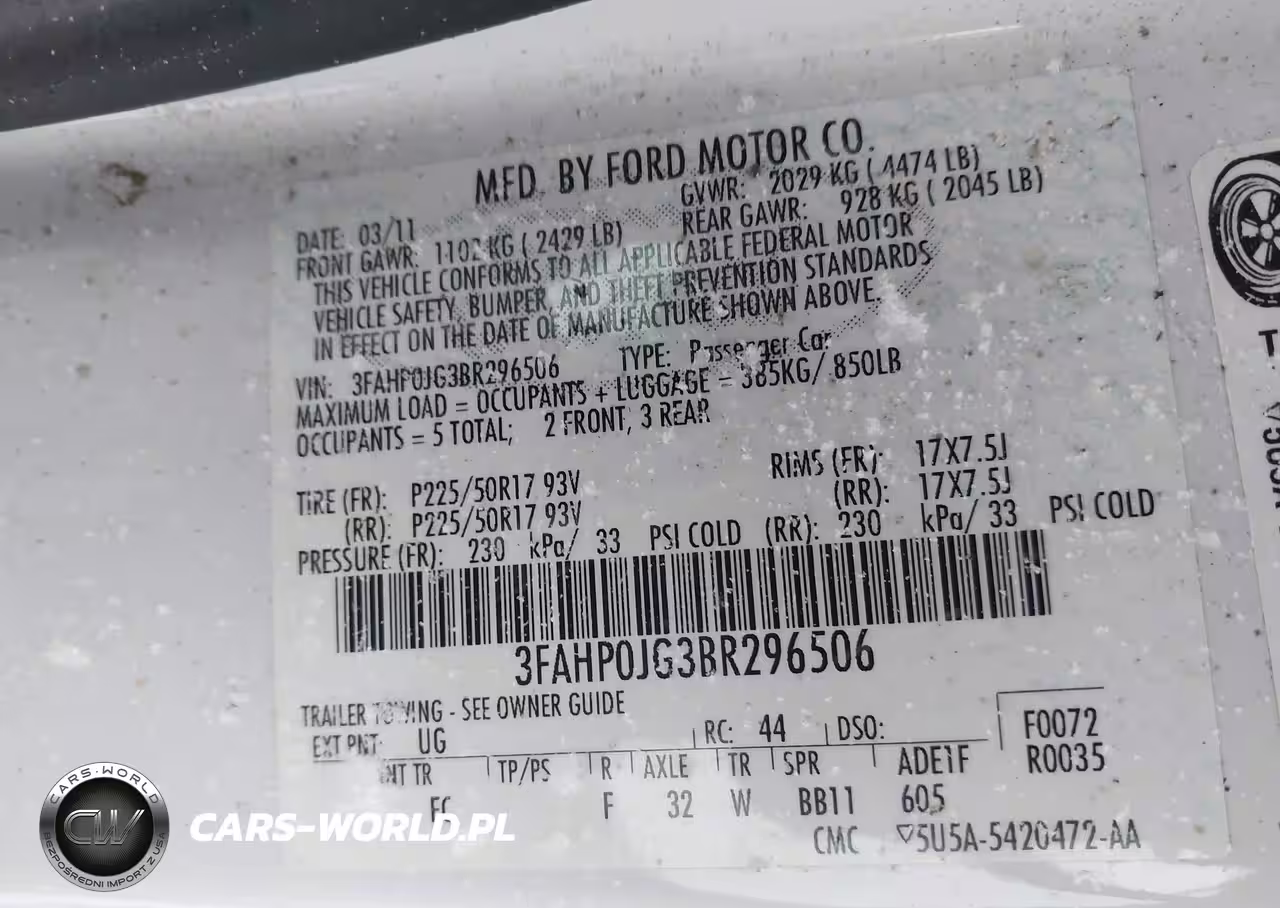 MFD. BY FORD MOTOR CO.
DATE: 03/11 GVWR: 2029 KG ( 4474 LB)
FRONT GAWR: 1102 KG ( 2429 LB) REAR GAWR: 928 KG ( 2045 LB)
THIS VEHICLE CONFORMS TO ALL APPLICABLE FEDERAL MOTOR
VEHICLE SAFETY, BUMPER, AND THEFT PREVENTION STANDARDS
IN EFFECT ON THE DATE OF MANUFACTURE SHOWN ABOVE.
VIN: 3FAHP0JG3BR296506 TYPE: Passenger Car
MAXIMUM LOAD = OCCUPANTS + LUGGAGE = 385KG/ 850LB
OCCUPANTS = 5 TOTAL; 2 FRONT, 3 REAR
TIRE (FR): P225/50R17 93V RIMS (FR): 17X7.5J
(RR): P225/50R17 93V (RR): 17X7.5J
PRESSURE (FR): 230 kPa/ 33 PSI COLD (RR): 230 kPa/ 33 PSI COLD
3FAHP0JG3BR296506
TRAILER TOWING - SEE OWNER GUIDE
EXT PNT: UG RC: 44 DSO: F0072
INT TR TP/PS R AXLE TR SPR ADE1F R0035
FC F 32 W BB11 605
CMC ▽5U5A-5420472-AA
CARS-WORLD
CW
BEZPOŚREDNI IMPORT Z USA
CARS-WORLD.PL